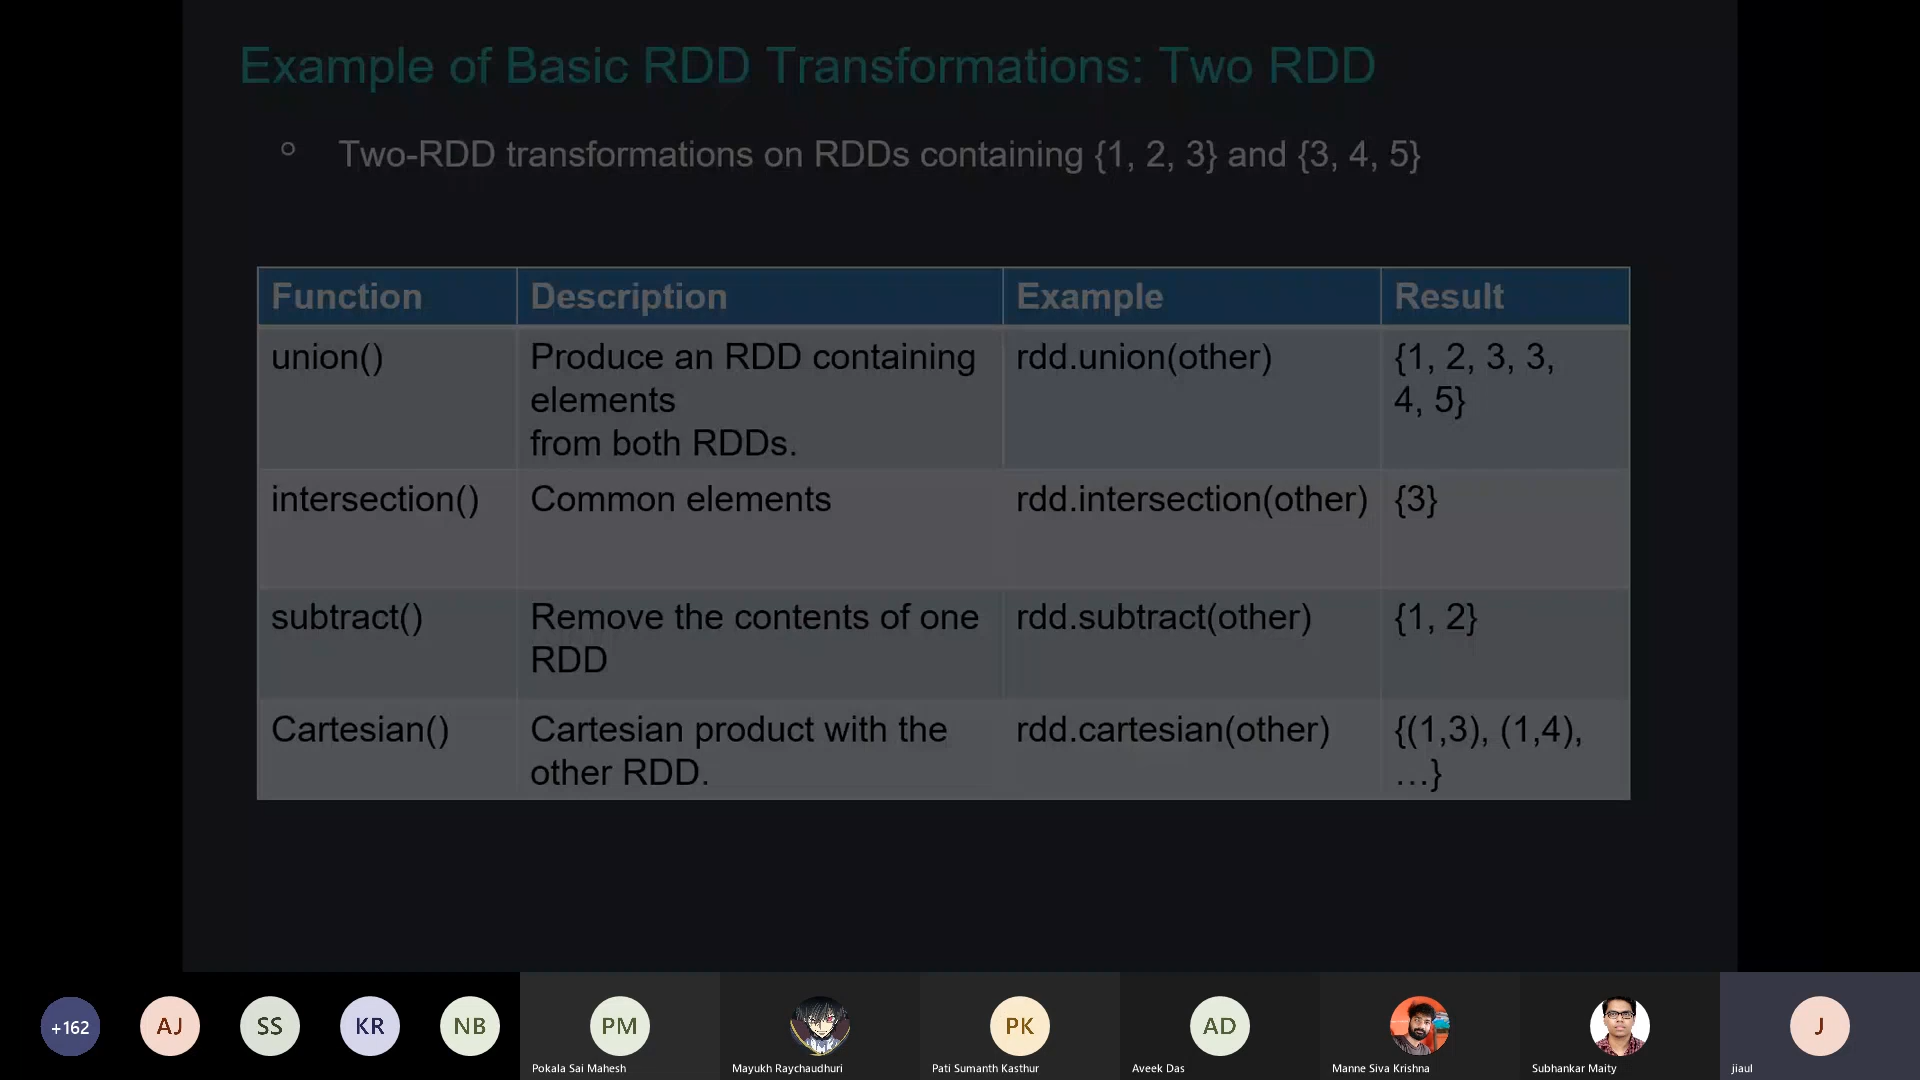 Example of Basic RDD Transformations: Two RDD
Two-RDD transformations on RDDs containing {1, 2, 3} and {3, 4, 5}
Function Description Example Result
union() Produce an RDD containing rdd.union(other) {1, 2, 3, 3,
elements 4, 5}
from both RDDs.
intersection() Common elements rdd.intersection(other) {3}
subtract() Remove the contents of one rdd.subtract(other) {1, 2}
RDD
Cartesian() Cartesian product with the rdd.cartesian(other) {(1,3), (1,4),
other RDD. …}
+162 AJ SS KR NB PM PK AD J
Pokala Sai Mahesh Mayukh Raychaudhuri Pati Sumanth Kasthur Aveek Das Manne Siva Krishna Subhankar Maity jiaul